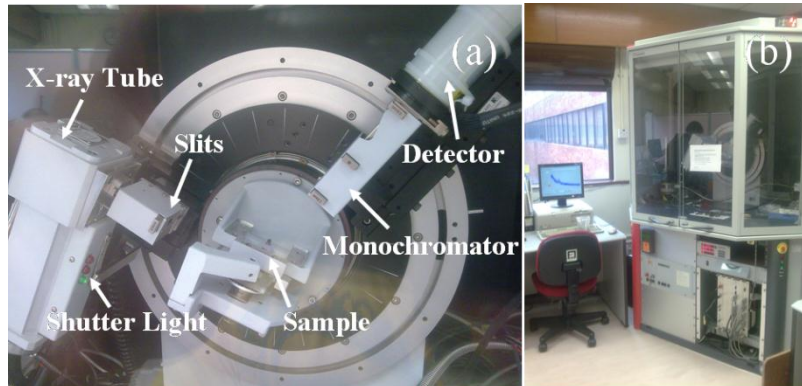 (a)
X-ray Tube
Slits
Detector
Monochromator
Shutter Light
Sample
(b)